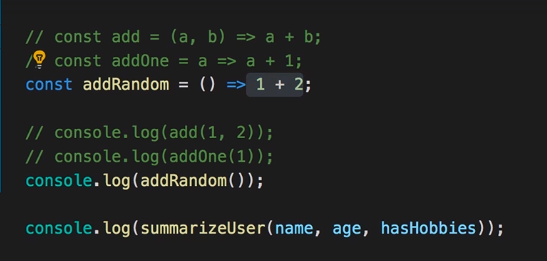 // const add = (a, b) => a + b;
/ const addOne = a => a + 1;
const addRandom = () => 1 + 2;
// console.log(add(1, 2));
// console.log(addOne(1));
console.log(addRandom());
console.log(summarizeUser(name, age, hasHobbies));